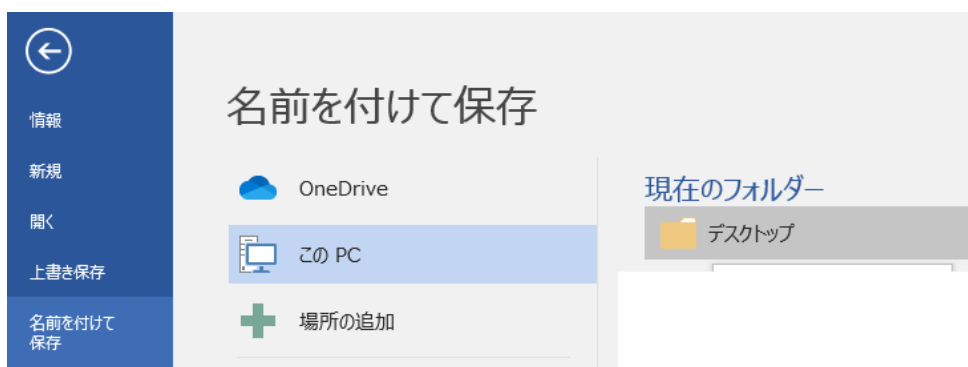 情報
新規
開く
上書き保存
名前を付けて
保存
名前を付けて保存
OneDrive
この PC
場所の追加
現在のフォルダー
デスクトップ